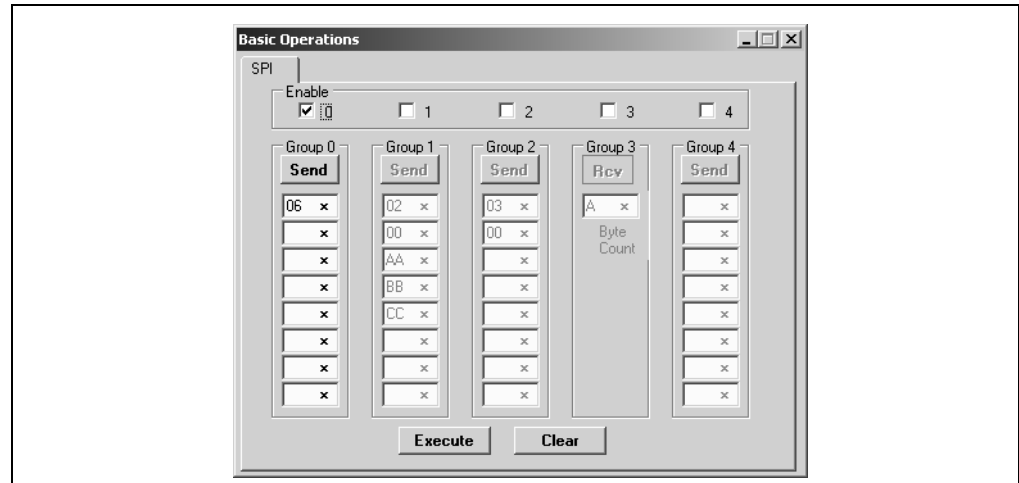 Basic Operations
SPI
Enable
0 1 2 3 4
Group 0 Group 1 Group 2 Group 3 Group 4
Send Send Send Rcv Send
06 x 02 x 03 x A x x
x 00 x 00 x Byte Count x
x AA x x x
x BB x x x
x CC x x x
x x x x
x x x x
x x x x
Execute Clear